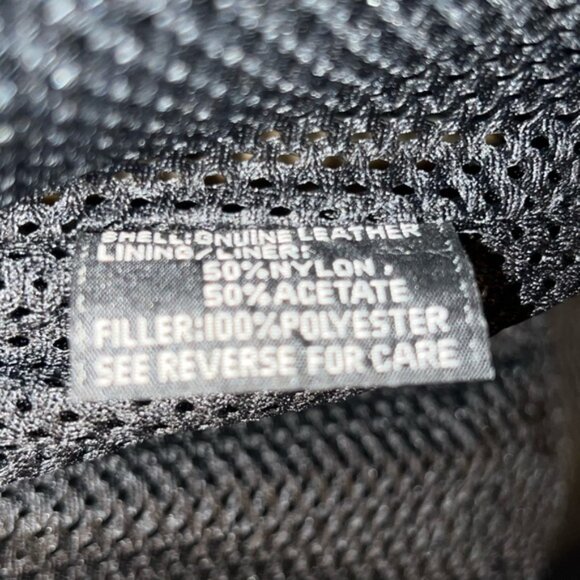 SHELL:GNUINE LEATHER
LINING/LINER:
50%NYLON,
50%ACETATE
FILLER:100%POLYESTER
SEE REVERSE FOR CARE